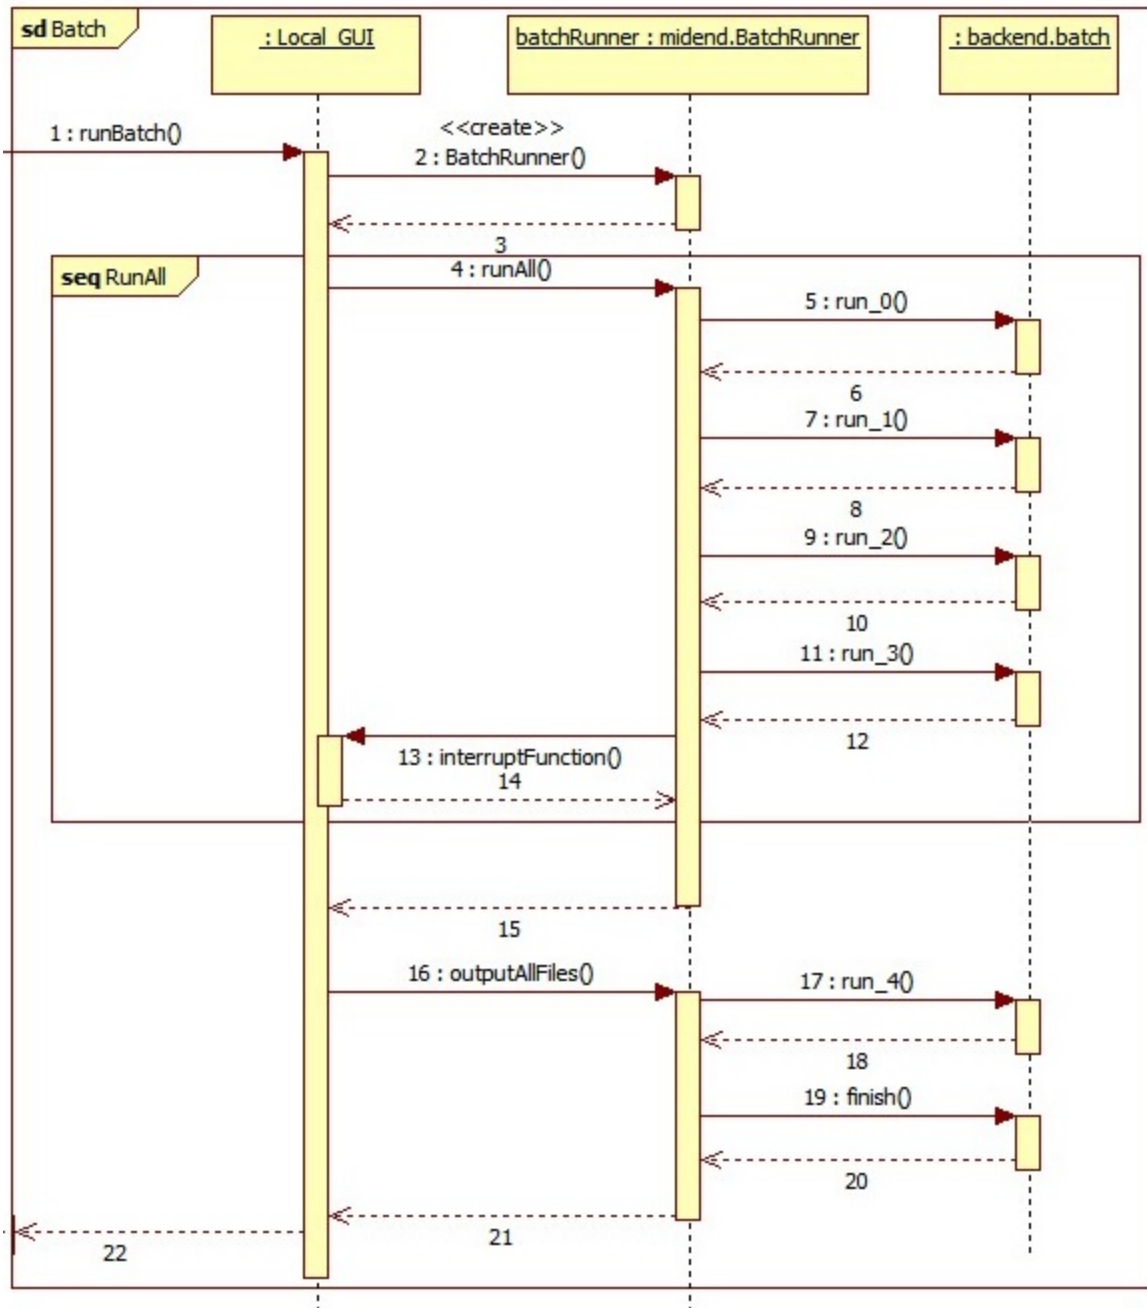 sd Batch
: Local_GUI
batchRunner : midend.BatchRunner
: backend.batch
1 : runBatch()
<<create>>
2 : BatchRunner()
3
seq RunAll
4 : runAll()
5 : run_0()
6
7 : run_1()
8
9 : run_2()
10
11 : run_3()
12
13 : interruptFunction()
14
15
16 : outputAllFiles()
17 : run_4()
18
19 : finish()
20
21
22